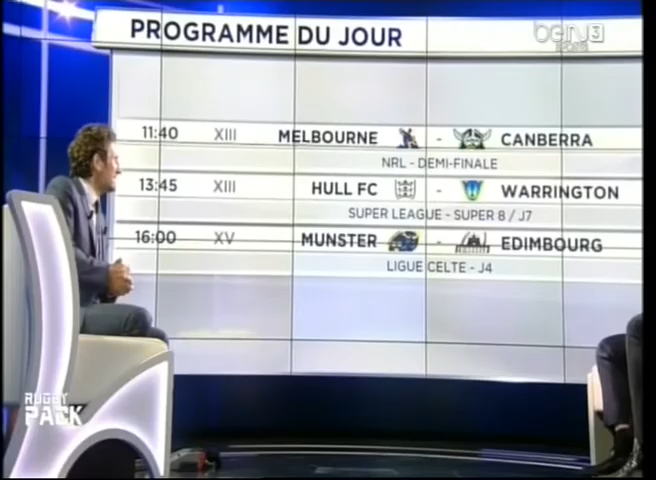 PROGRAMME DU JOUR
beIN 3
SPORTS
11:40 XIII MELBOURNE - CANBERRA
NRL - DEMI-FINALE
13:45 XIII HULL FC - WARRINGTON
SUPER LEAGUE - SUPER 8 / J7
16:00 XV MUNSTER - EDIMBOURG
LIGUE CELTE - J4
RUGBY
PACK